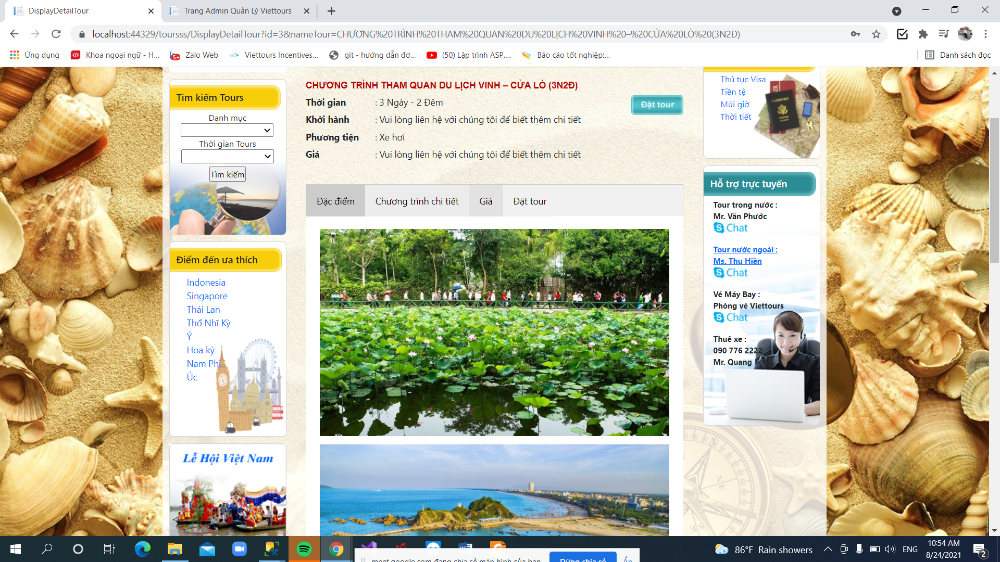 DisplayDetailTour
Trang Admin Quản Lý Viettours
localhost:44329/toursss/DisplayDetailTour?id=3&nameTour=CHƯƠNG%20TRÌNH%20THAM%20QUAN%20DU%20LỊCH%20VINH%20–%20CỬA%20LÒ%20(3N2Đ)
Ứng dụng
Khoa ngoại ngữ - H...
5+
Zalo Web
Viettours Incentives...
git - hướng dẫn đơ...
(50) Lập trình ASP....
Báo cáo tốt nghiệp:...
Danh sách đọc
Tìm kiếm Tours
Danh mục
Thời gian Tours
Tìm kiếm
Điểm đến ưa thích
Indonesia
Singapore
Thái Lan
Thổ Nhĩ Kỳ
Ý
Hoa kỳ
Nam Phi
Úc
Lễ Hội Việt Nam
CHƯƠNG TRÌNH THAM QUAN DU LỊCH VINH – CỬA LÒ (3N2Đ)
Thời gian : 3 Ngày - 2 Đêm
Đặt tour
Khởi hành : Vui lòng liên hệ với chúng tôi để biết thêm chi tiết
Phương tiện : Xe hơi
Giá : Vui lòng liên hệ với chúng tôi để biết thêm chi tiết
Đặc điểm
Chương trình chi tiết
Giá
Đặt tour
Thủ tục Visa
Tiền tệ
Múi giờ
Thời tiết
PASSPORT
Hỗ trợ trực tuyến
Tour trong nước :
Mr. Văn Phước
Chat
Tour nước ngoài :
Ms. Thu Hiền
Chat
Vé Máy Bay :
Phòng vé Viettours
Chat
Thuê xe :
090 776 2222
Mr. Quang
meet.google.com đang chia sẻ màn hình của bạn.
Dừng chia sẻ
Ẩn
86°F Rain showers
ENG
10:54 AM
8/24/2021
2